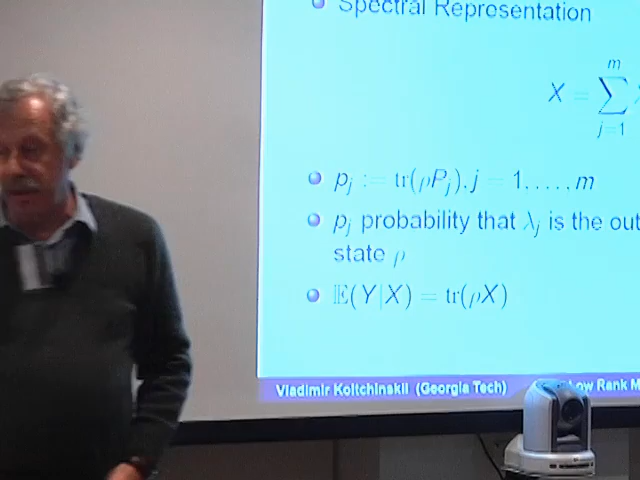 Spectral Representation
X = ∑_{j=1}^{m}
p_j := tr(ρP_j), j = 1, . . . , m
p_j probability that λ_j is the out
state ρ
𝔼(Y|X) = tr(ρX)
Vladimir Koltchinskii (Georgia Tech) Low Rank M